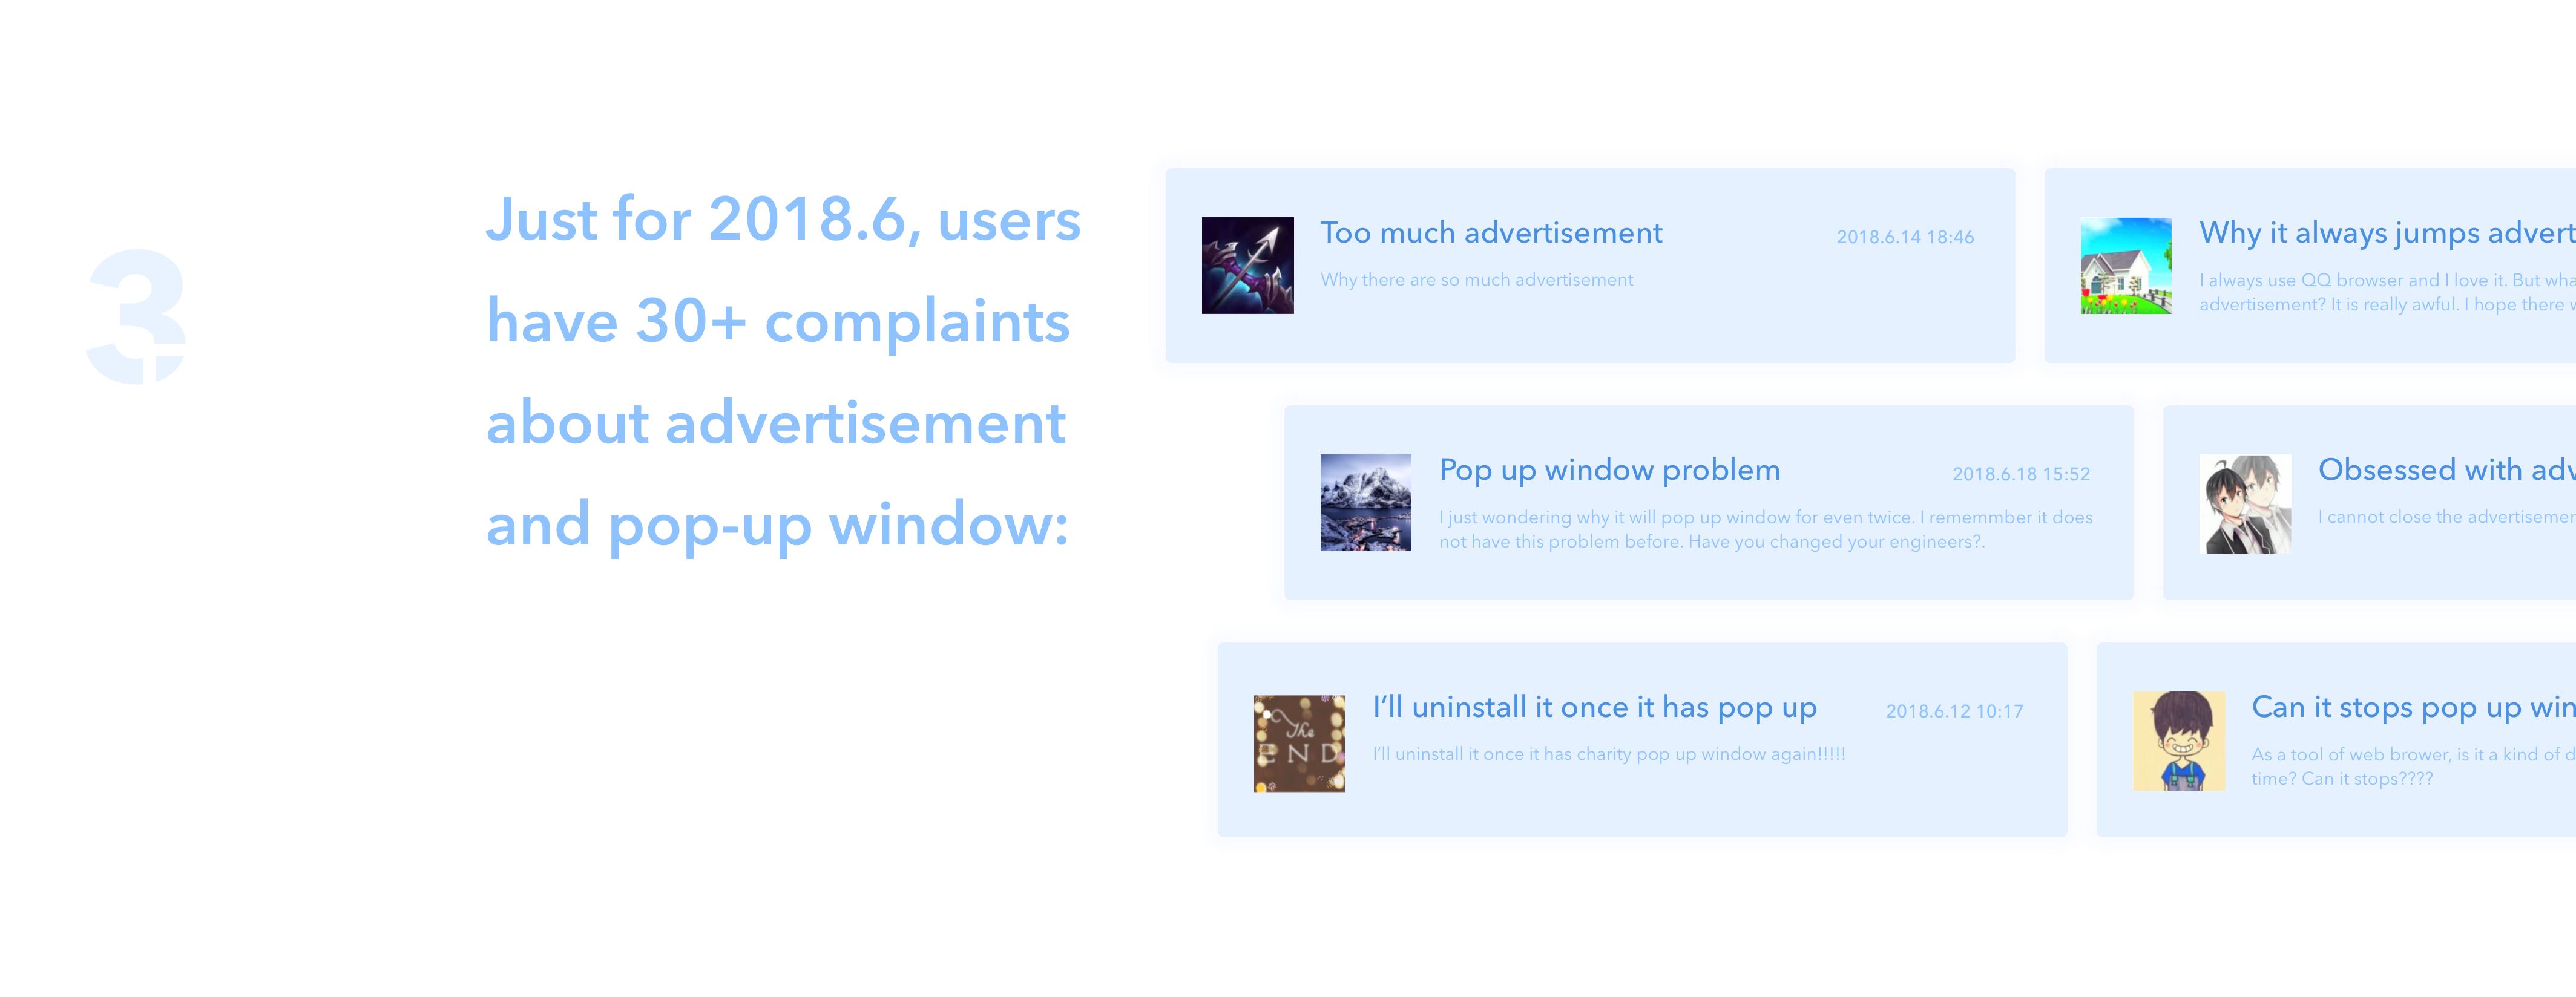 3
Just for 2018.6, users
have 30+ complaints
about advertisement
and pop-up window:
Too much advertisement
2018.6.14 18:46
Why there are so much advertisement
Why it always jumps advert
I always use QQ browser and I love it. But wha
advertisement? It is really awful. I hope there w
Pop up window problem
2018.6.18 15:52
I just wondering why it will pop up window for even twice. I rememmber it does
not have this problem before. Have you changed your engineers?.
Obsessed with adv
I cannot close the advertisemen
I’ll uninstall it once it has pop up
2018.6.12 10:17
I’ll uninstall it once it has charity pop up window again!!!!!
The
END
Can it stops pop up win
As a tool of web brower, is it a kind of d
time? Can it stops????